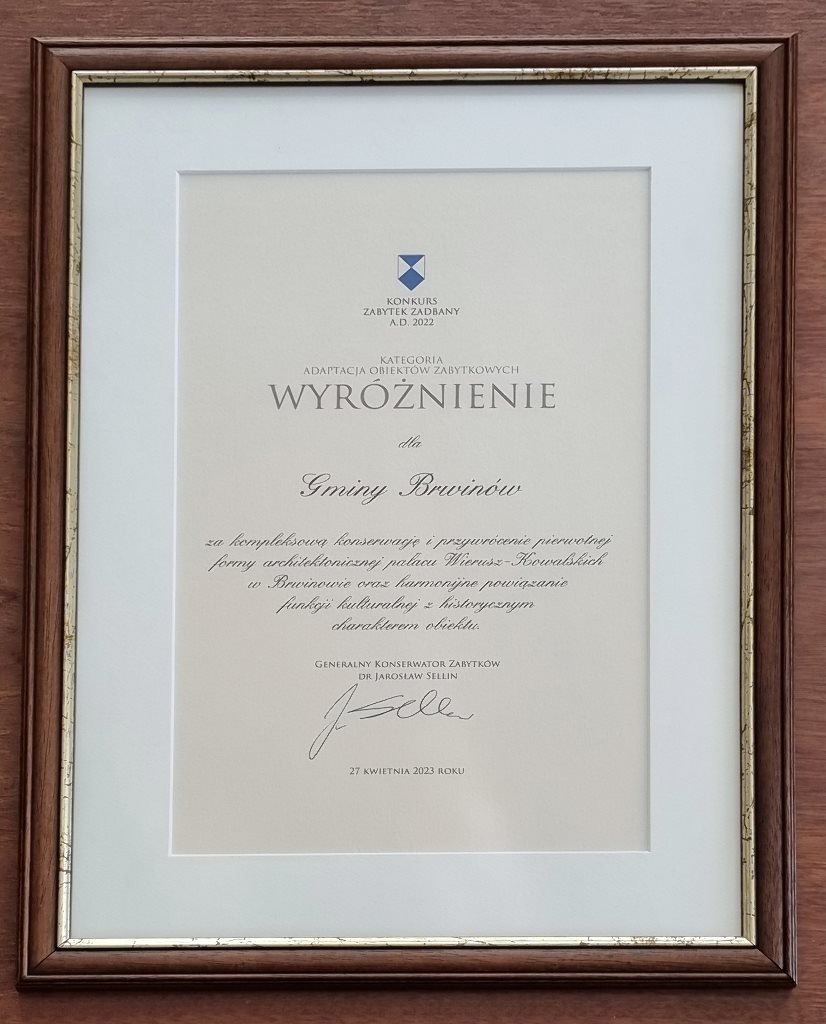 KONKURS
ZABYTEK ZADBANY
A.D. 2022
KATEGORIA
ADAPTACJA OBIEKTÓW ZABYTKOWYCH
WYRÓŻNIENIE
dla
Gminy Brwinów
za kompleksową konserwację i przywrócenie pierwotnej
formy architektonicznej pałacu Wierusz-Kowalskich
w Brwinowie oraz harmonijne powiązanie
funkcji kulturalnej z historycznym
charakterem obiektu.
GENERALNY KONSERWATOR ZABYTKÓW
DR JAROSŁAW SELLIN
J. Sellin
27 KWIETNIA 2023 ROKU